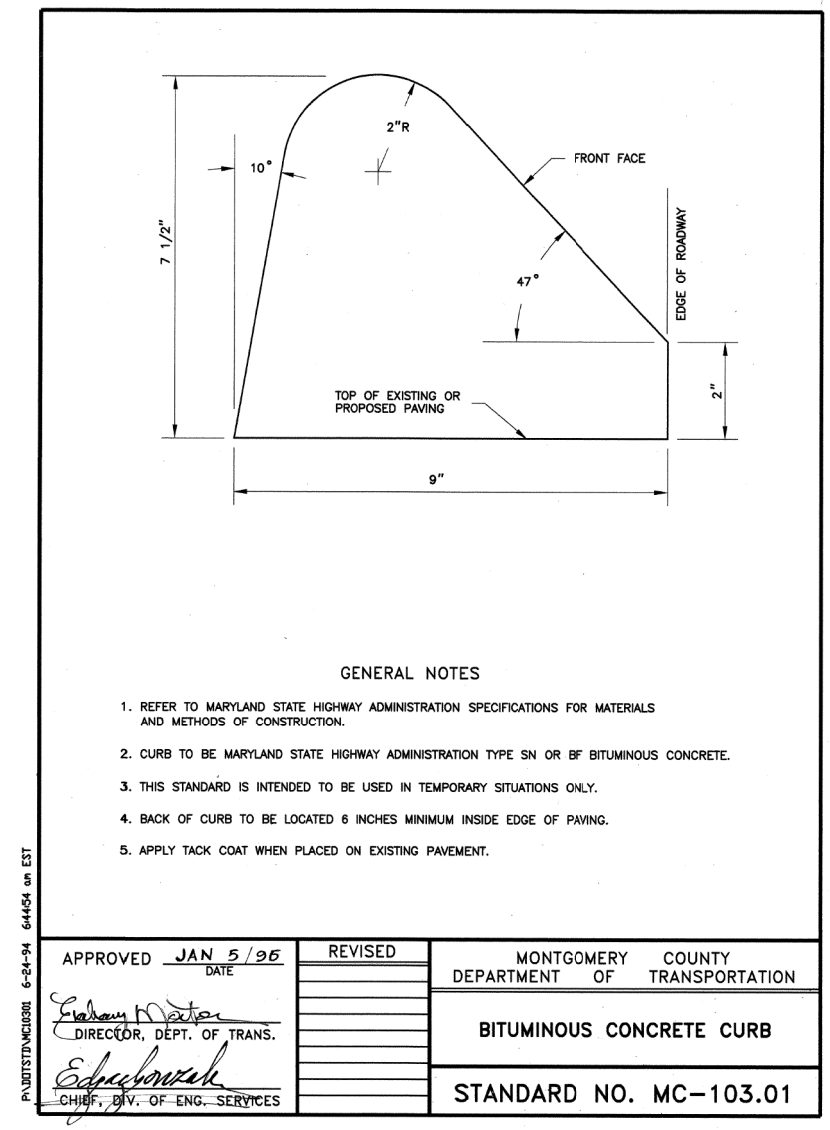 2"R
FRONT FACE
10°
7 1/2"
EDGE OF ROADWAY
47°
2"
TOP OF EXISTING OR
PROPOSED PAVING
9"
GENERAL NOTES
1. REFER TO MARYLAND STATE HIGHWAY ADMINISTRATION SPECIFICATIONS FOR MATERIALS
AND METHODS OF CONSTRUCTION.
2. CURB TO BE MARYLAND STATE HIGHWAY ADMINISTRATION TYPE SN OR BF BITUMINOUS CONCRETE.
3. THIS STANDARD IS INTENDED TO BE USED IN TEMPORARY SITUATIONS ONLY.
4. BACK OF CURB TO BE LOCATED 6 INCHES MINIMUM INSIDE EDGE OF PAVING.
5. APPLY TACK COAT WHEN PLACED ON EXISTING PAVEMENT.
P:\DOTSTD\MC10301 6-24-94 6:44:54 am EST
APPROVED JAN 5/96
DATE
DIRECTOR, DEPT. OF TRANS.
CHIEF, DIV. OF ENG. SERVICES
REVISED
MONTGOMERY COUNTY
DEPARTMENT OF TRANSPORTATION
BITUMINOUS CONCRETE CURB
STANDARD NO. MC-103.01